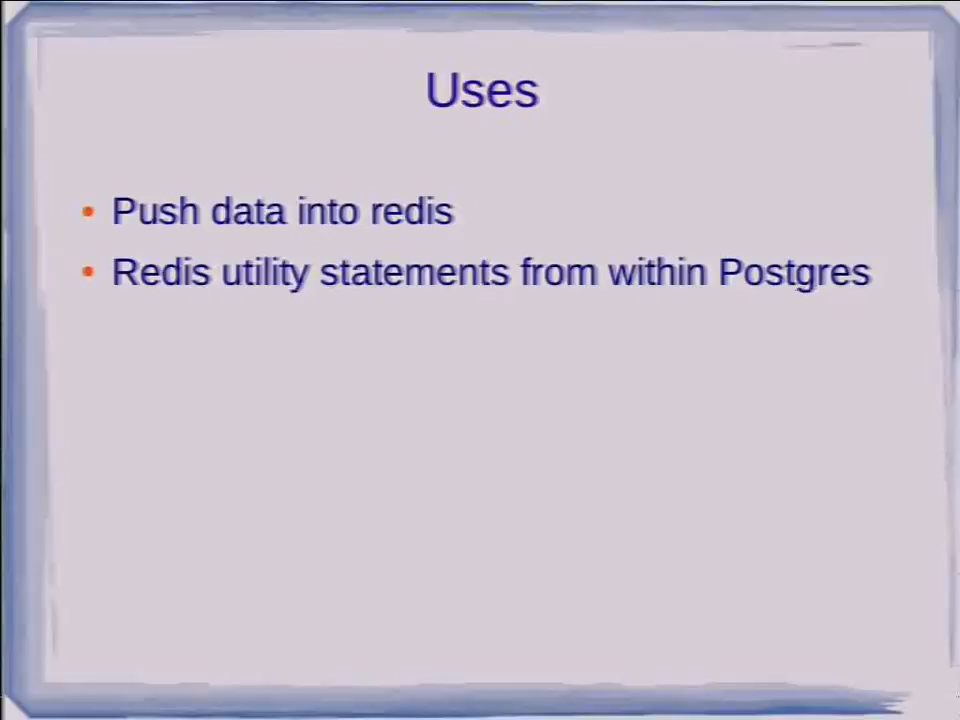 Uses
• Push data into redis
• Redis utility statements from within Postgres